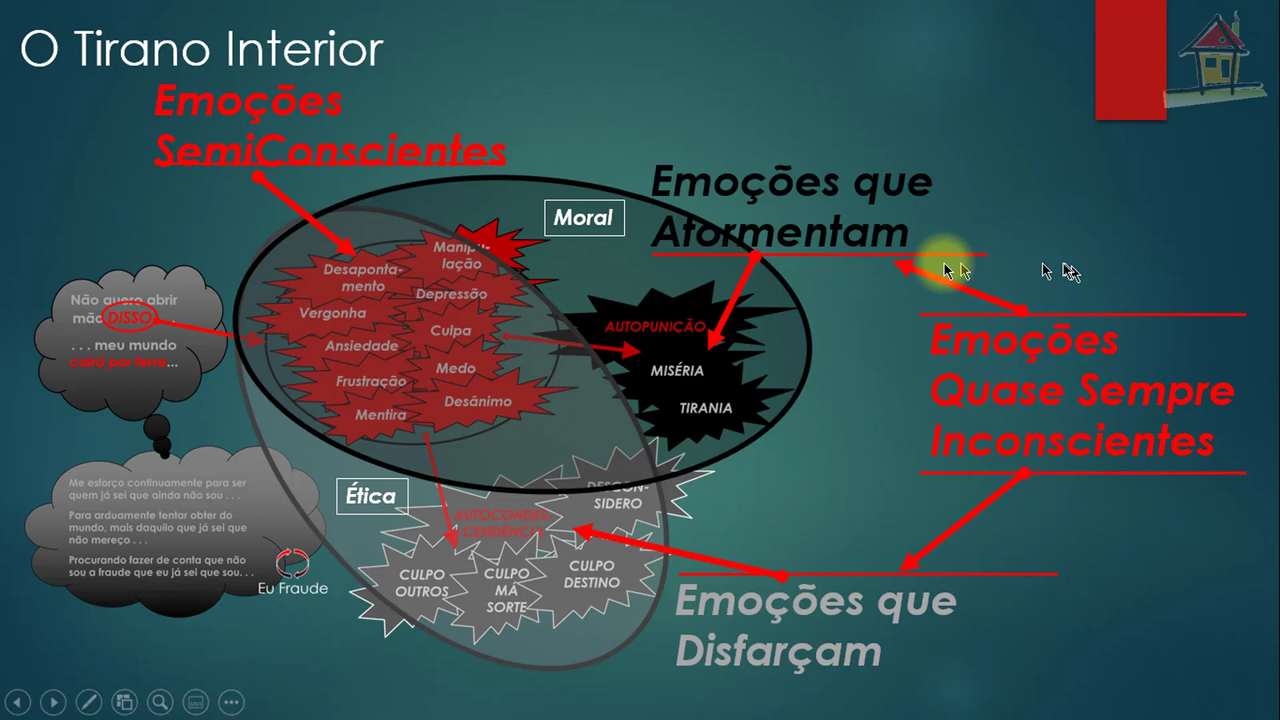 O Tirano Interior
Emoções
SemiConscientes
Emoções que
Atormentam
Moral
Manipu-
lação
Desaponta-
mento
Depressão
Vergonha
Culpa
Ansiedade
Medo
Frustração
Desânimo
Mentira
AUTOPUNIÇÃO
MISÉRIA
TIRANIA
Não quero abrir
mão DISSO . . .
. . . meu mundo
cairá por terra...
Emoções
Quase Sempre
Inconscientes
Me esforço continuamente para ser
quem já sei que ainda não sou . . .
Para arduamente tentar obter do
mundo, mais daquilo que já sei que
não mereço . . .
Procurando fazer de conta que não
sou a fraude que eu já sei que sou. . .
Eu Fraude
Ética
DESCON-
SIDERO
AUTOCONDES
CENDÊNCIA
CULPO
OUTROS
CULPO
MÁ
SORTE
CULPO
DESTINO
Emoções que
Disfarçam